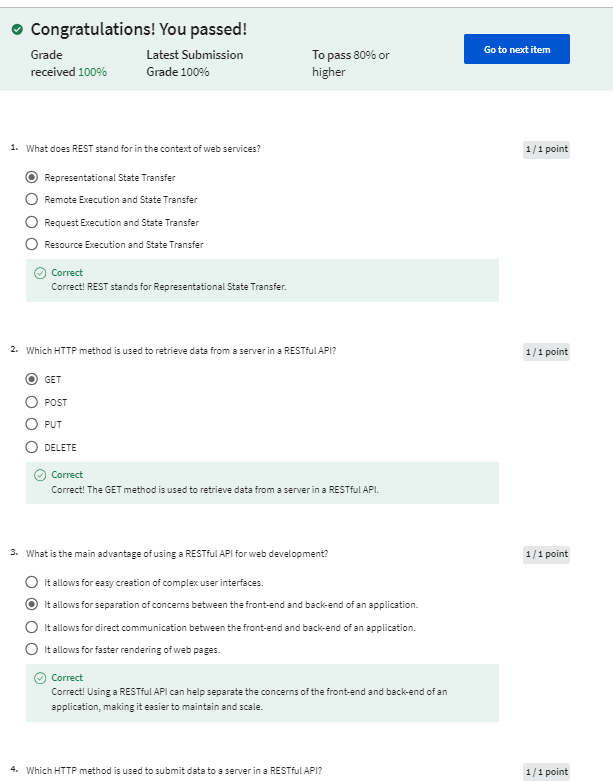 Congratulations! You passed!
Grade received 100%
Latest Submission Grade 100%
To pass 80% or higher
Go to next item
1. What does REST stand for in the context of web services?
1 / 1 point
Representational State Transfer
Remote Execution and State Transfer
Request Execution and State Transfer
Resource Execution and State Transfer
Correct
Correct! REST stands for Representational State Transfer.
2. Which HTTP method is used to retrieve data from a server in a RESTful API?
1 / 1 point
GET
POST
PUT
DELETE
Correct
Correct! The GET method is used to retrieve data from a server in a RESTful API.
3. What is the main advantage of using a RESTful API for web development?
1 / 1 point
It allows for easy creation of complex user interfaces.
It allows for separation of concerns between the front-end and back-end of an application.
It allows for direct communication between the front-end and back-end of an application.
It allows for faster rendering of web pages.
Correct
Correct! Using a RESTful API can help separate the concerns of the front-end and back-end of an
application, making it easier to maintain and scale.
4. Which HTTP method is used to submit data to a server in a RESTful API?
1 / 1 point